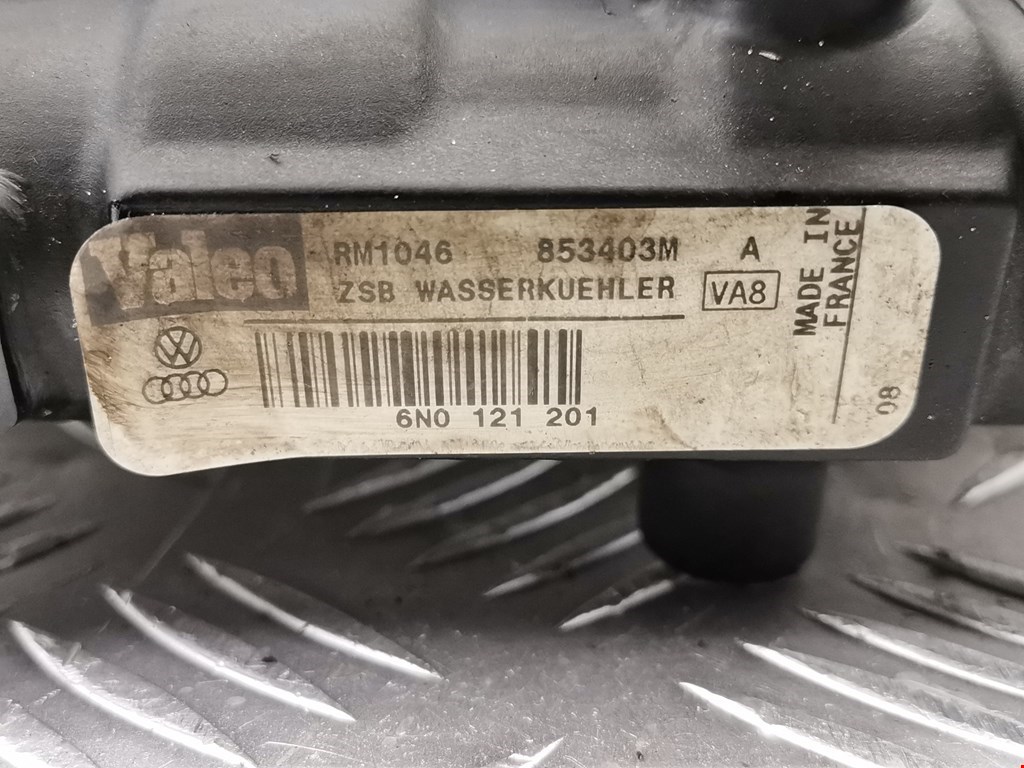 Valeo
RM1046 853403M A
ZSB WASSERKUEHLER VA8
MADE IN
FRANCE
6N0 121 201
08